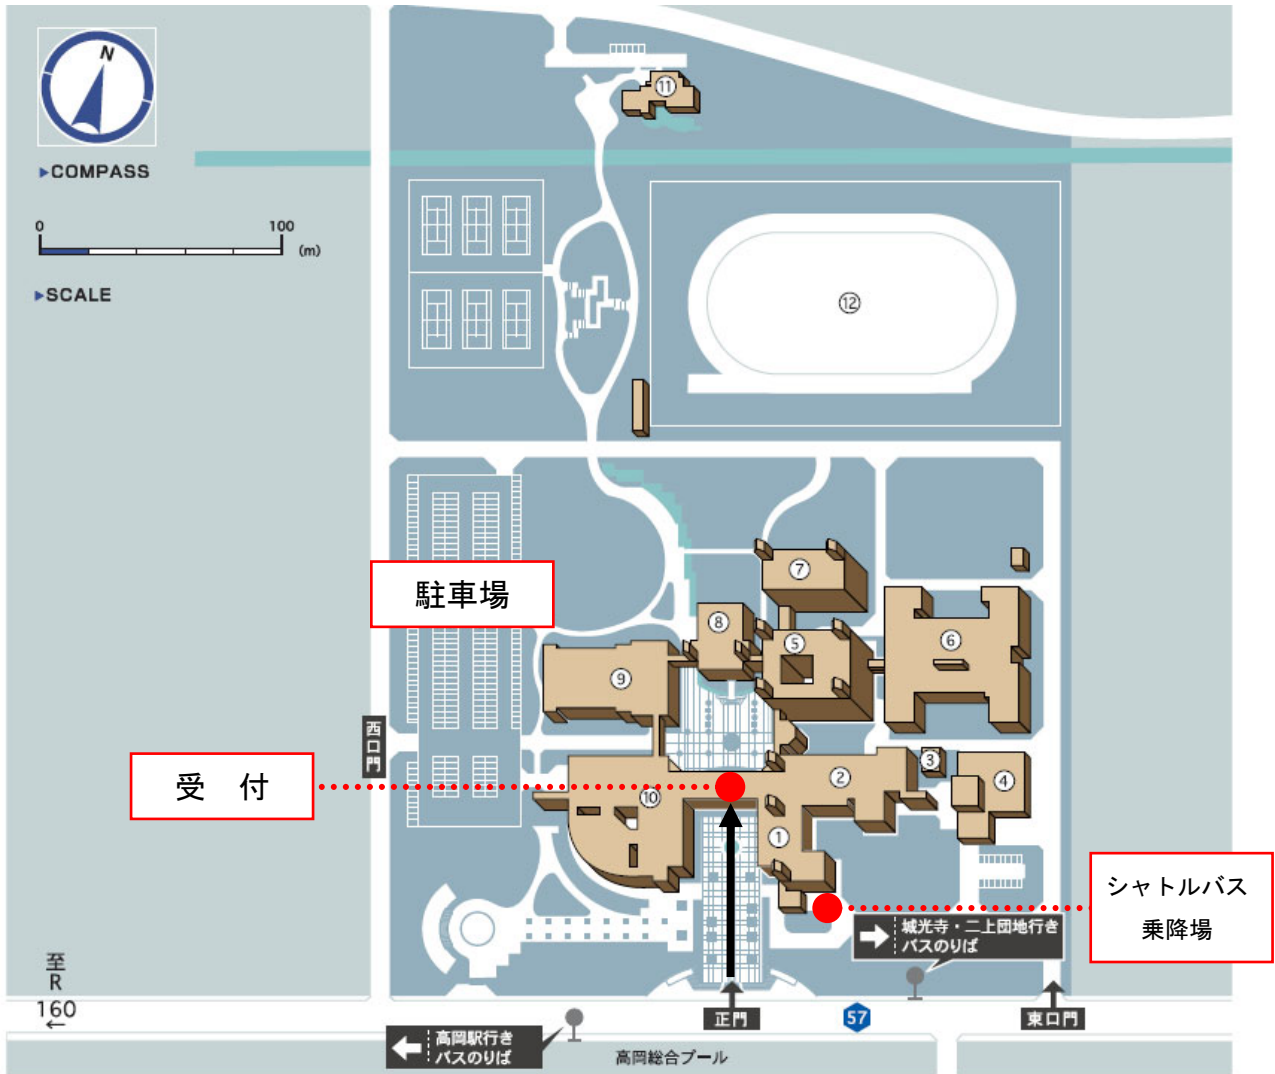 N
▶COMPASS
0 100
(m)
▶SCALE
⑪
⑫
⑦
駐車場
⑧
⑤
⑥
⑨
西口門
受 付
③
②
④
⑩
①
シャトルバス
乗降場
城光寺・二上団地行き
バスのりば
至
R
160
←
正門
57
東口門
高岡駅行き
バスのりば
高岡総合プール